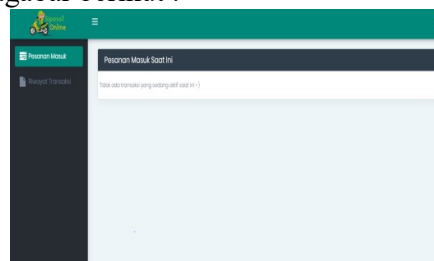 Online
Pesanan Masuk
Riwayat Transaksi
Pesanan Masuk Saat Ini
Tidak ada transaksi yang sedang aktif saat ini :)